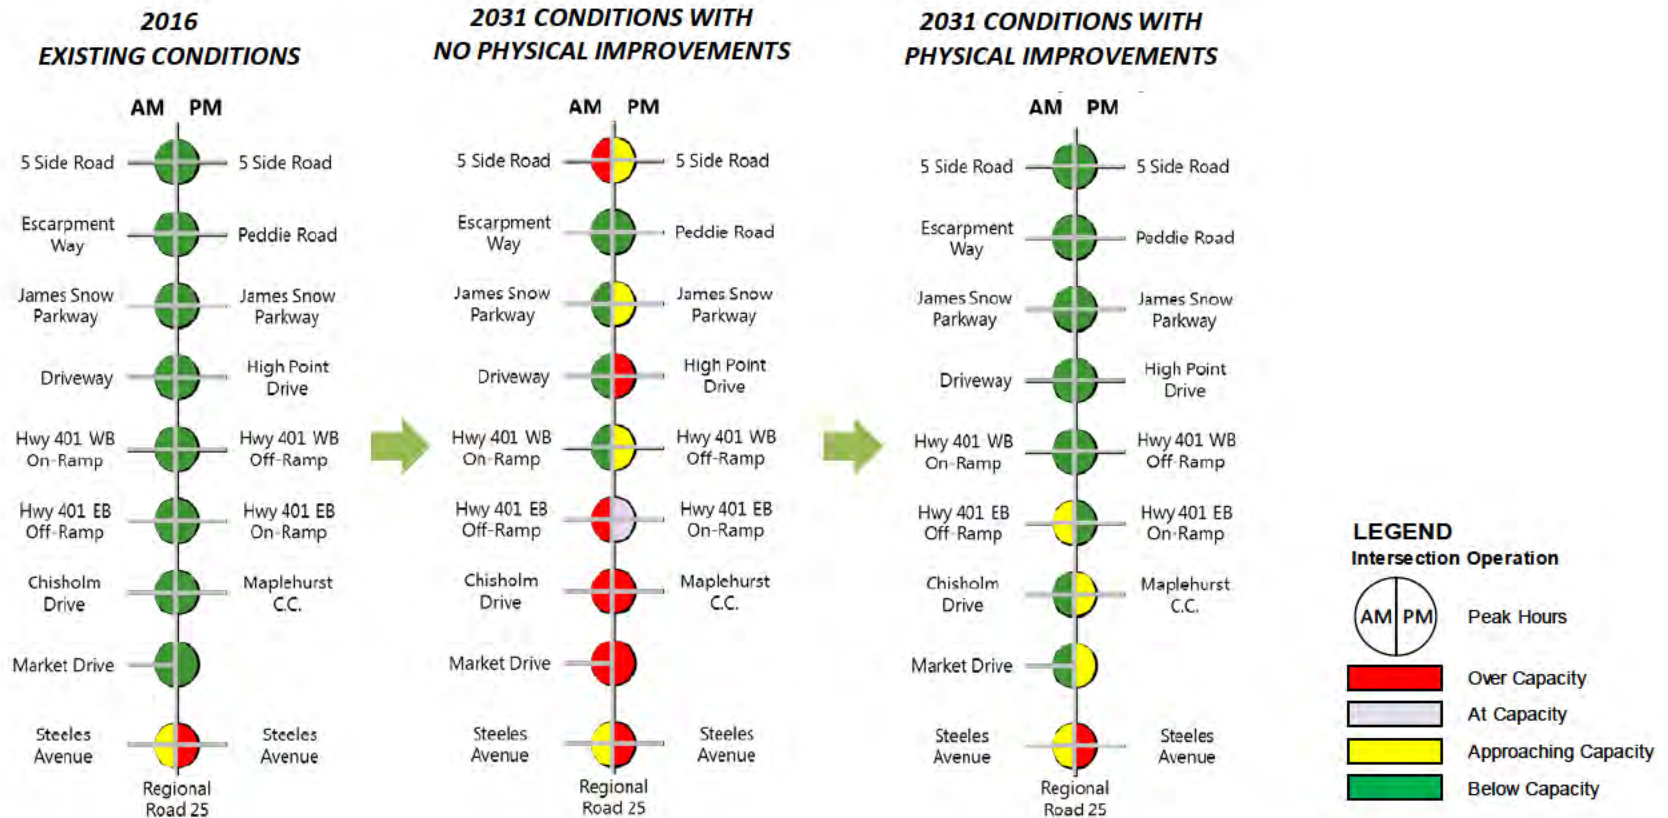 2016
EXISTING CONDITIONS
AM PM
5 Side Road
5 Side Road
Escarpment
Way
Peddie Road
James Snow
Parkway
James Snow
Parkway
Driveway
High Point
Drive
Hwy 401 WB
On-Ramp
Hwy 401 WB
Off-Ramp
Hwy 401 EB
Off-Ramp
Hwy 401 EB
On-Ramp
Chisholm
Drive
Maplehurst
C.C.
Market Drive
Steeles
Avenue
Steeles
Avenue
Regional
Road 25
2031 CONDITIONS WITH
NO PHYSICAL IMPROVEMENTS
AM PM
5 Side Road
5 Side Road
Escarpment
Way
Peddie Road
James Snow
Parkway
James Snow
Parkway
Driveway
High Point
Drive
Hwy 401 WB
On-Ramp
Hwy 401 WB
Off-Ramp
Hwy 401 EB
Off-Ramp
Hwy 401 EB
On-Ramp
Chisholm
Drive
Maplehurst
C.C.
Market Drive
Steeles
Avenue
Steeles
Avenue
Regional
Road 25
2031 CONDITIONS WITH
PHYSICAL IMPROVEMENTS
AM PM
5 Side Road
5 Side Road
Escarpment
Way
Peddie Road
James Snow
Parkway
James Snow
Parkway
Driveway
High Point
Drive
Hwy 401 WB
On-Ramp
Hwy 401 WB
Off-Ramp
Hwy 401 EB
Off-Ramp
Hwy 401 EB
On-Ramp
Chisholm
Drive
Maplehurst
C.C.
Market Drive
Steeles
Avenue
Steeles
Avenue
Regional
Road 25
LEGEND
Intersection Operation
AM PM Peak Hours
Over Capacity
At Capacity
Approaching Capacity
Below Capacity